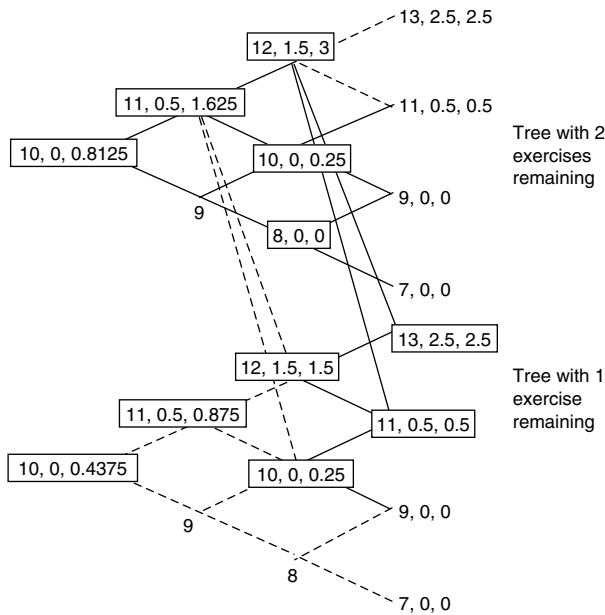 13, 2.5, 2.5
12, 1.5, 3
11, 0.5, 1.625
11, 0.5, 0.5
Tree with 2
exercises
remaining
10, 0, 0.8125
10, 0, 0.25
9
9, 0, 0
8, 0, 0
7, 0, 0
13, 2.5, 2.5
12, 1.5, 1.5
Tree with 1
exercise
remaining
11, 0.5, 0.875
11, 0.5, 0.5
10, 0, 0.4375
10, 0, 0.25
9
9, 0, 0
8
7, 0, 0